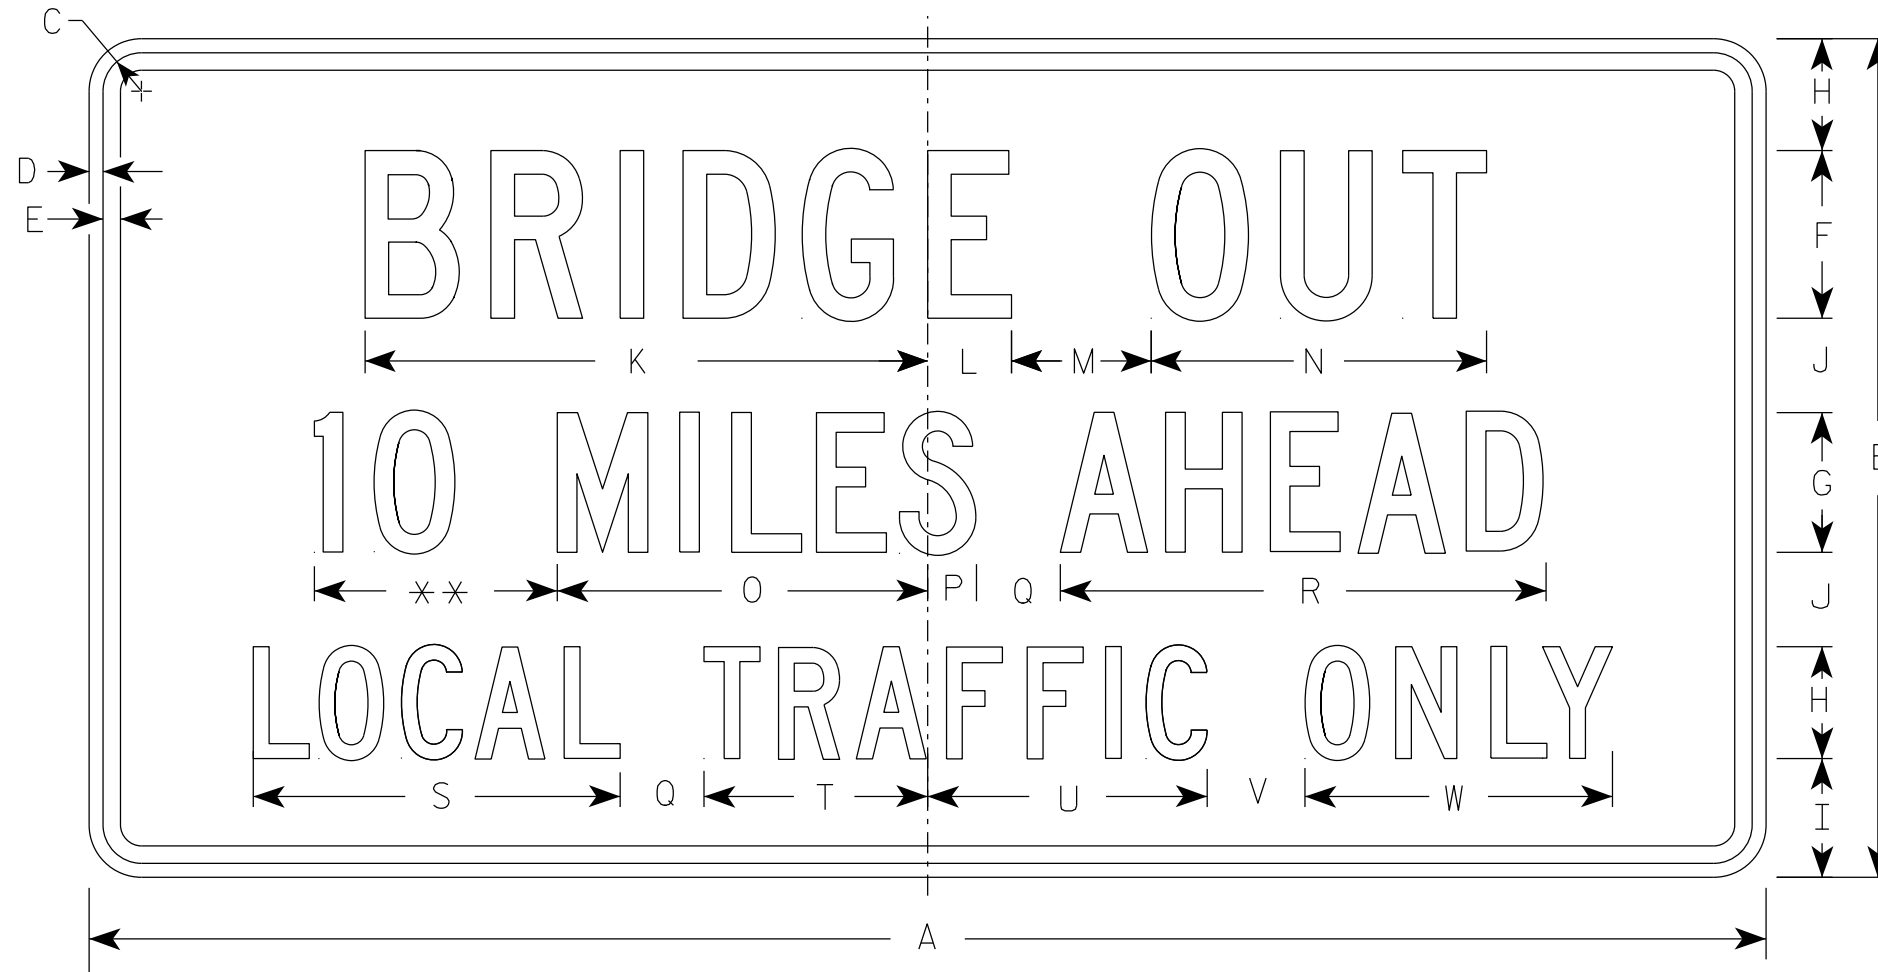 C
H
BRIDGE OUT
D
E
F
K L M N
J
10 MILES AHEAD
G
B
** O P Q R
J
LOCAL TRAFFIC ONLY
H
S Q T U V W
I
A